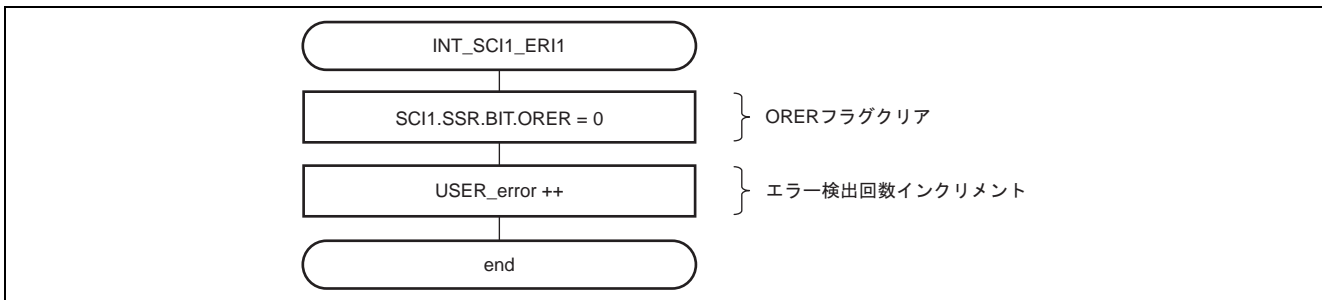 INT_SCI1_ERI1
SCI1.SSR.BIT.ORER = 0
ORERフラグクリア
USER_error ++
エラー検出回数インクリメント
end